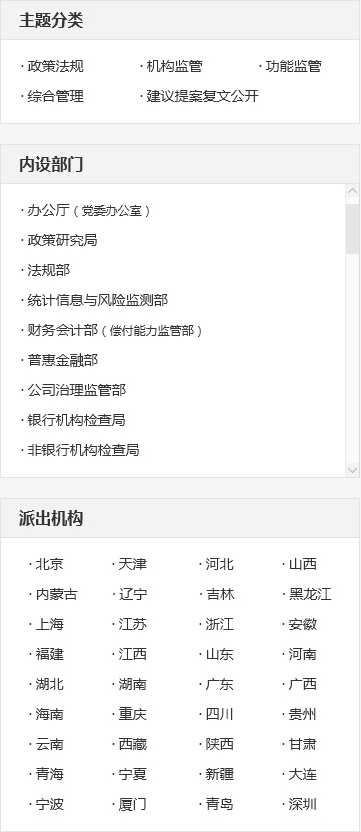 主题分类
· 政策法规 · 机构监管 · 功能监管
· 综合管理 · 建议提案复文公开
内设部门
· 办公厅（党委办公室）
· 政策研究局
· 法规部
· 统计信息与风险监测部
· 财务会计部（偿付能力监管部）
· 普惠金融部
· 公司治理监管部
· 银行机构检查局
· 非银行机构检查局
派出机构
· 北京 · 天津 · 河北 · 山西
· 内蒙古 · 辽宁 · 吉林 · 黑龙江
· 上海 · 江苏 · 浙江 · 安徽
· 福建 · 江西 · 山东 · 河南
· 湖北 · 湖南 · 广东 · 广西
· 海南 · 重庆 · 四川 · 贵州
· 云南 · 西藏 · 陕西 · 甘肃
· 青海 · 宁夏 · 新疆 · 大连
· 宁波 · 厦门 · 青岛 · 深圳